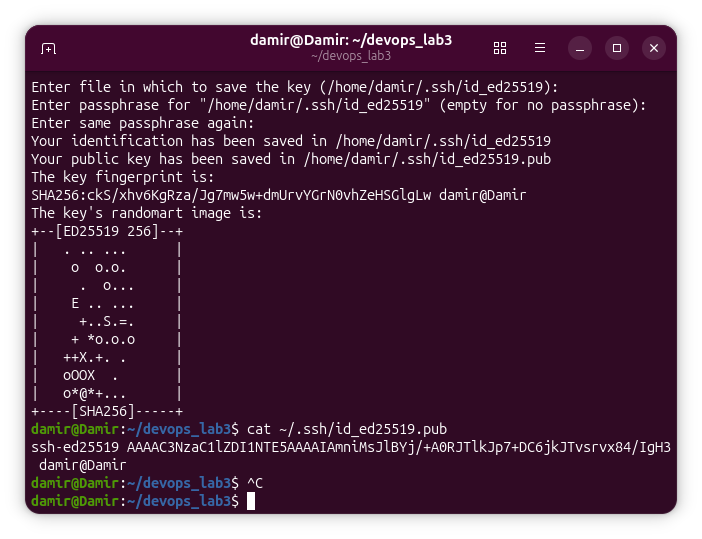 damir@Damir: ~/devops_lab3
~/devops_lab3
Enter file in which to save the key (/home/damir/.ssh/id_ed25519):
Enter passphrase for "/home/damir/.ssh/id_ed25519" (empty for no passphrase):
Enter same passphrase again:
Your identification has been saved in /home/damir/.ssh/id_ed25519
Your public key has been saved in /home/damir/.ssh/id_ed25519.pub
The key fingerprint is:
SHA256:ckS/xhv6KgRza/Jg7mw5w+dmUrvYGrN0vhZeHSGlgLw damir@Damir
The key's randomart image is:
+--[ED25519 256]--+
|   . .. ...      |
|    o  o.o.      |
|     .  o...     |
|    E .. ...     |
|     +..S.=.     |
|    + *o.o.o     |
|   ++X.+. .      |
|   oOOX  .       |
|   o*@*+...      |
+----[SHA256]-----+
damir@Damir:~/devops_lab3$ cat ~/.ssh/id_ed25519.pub
ssh-ed25519 AAAAC3NzaC1lZDI1NTE5AAAAIAmniMsJlBYj/+A0RJTlkJp7+DC6jkJTvsrvx84/IgH3
 damir@Damir
damir@Damir:~/devops_lab3$ ^C
damir@Damir:~/devops_lab3$